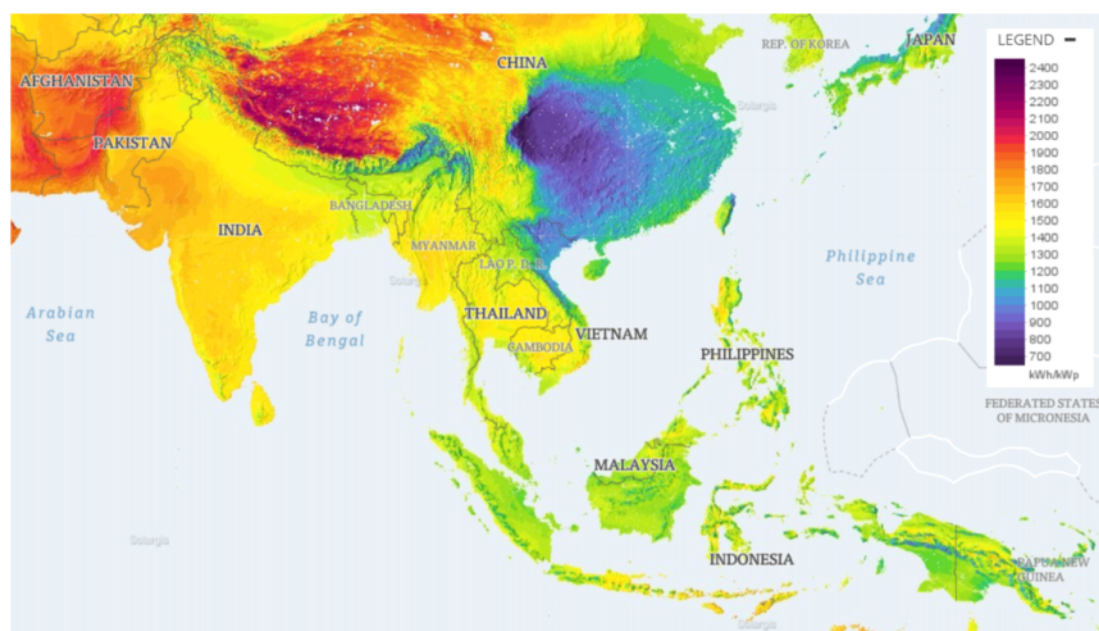 Solargis
REP. OF KOREA
JAPAN
LEGEND
CHINA
AFGHANISTAN
Solargis
PAKISTAN
2400
2300
2200
2100
2000
1900
1800
1700
1600
1500
1400
1300
1200
1100
1000
900
800
700
kWh/kWp
BANGLADESH
INDIA
MYANMAR
LAO P. D. R.
Philippine
Sea
Solargis
Arabian
Sea
Bay of
Bengal
THAILAND
VIETNAM
CAMBODIA
PHILIPPINES
FEDERATED STATES
OF MICRONESIA
MALAYSIA
Solargis
INDONESIA
PAPUA NEW
GUINEA
Solargis